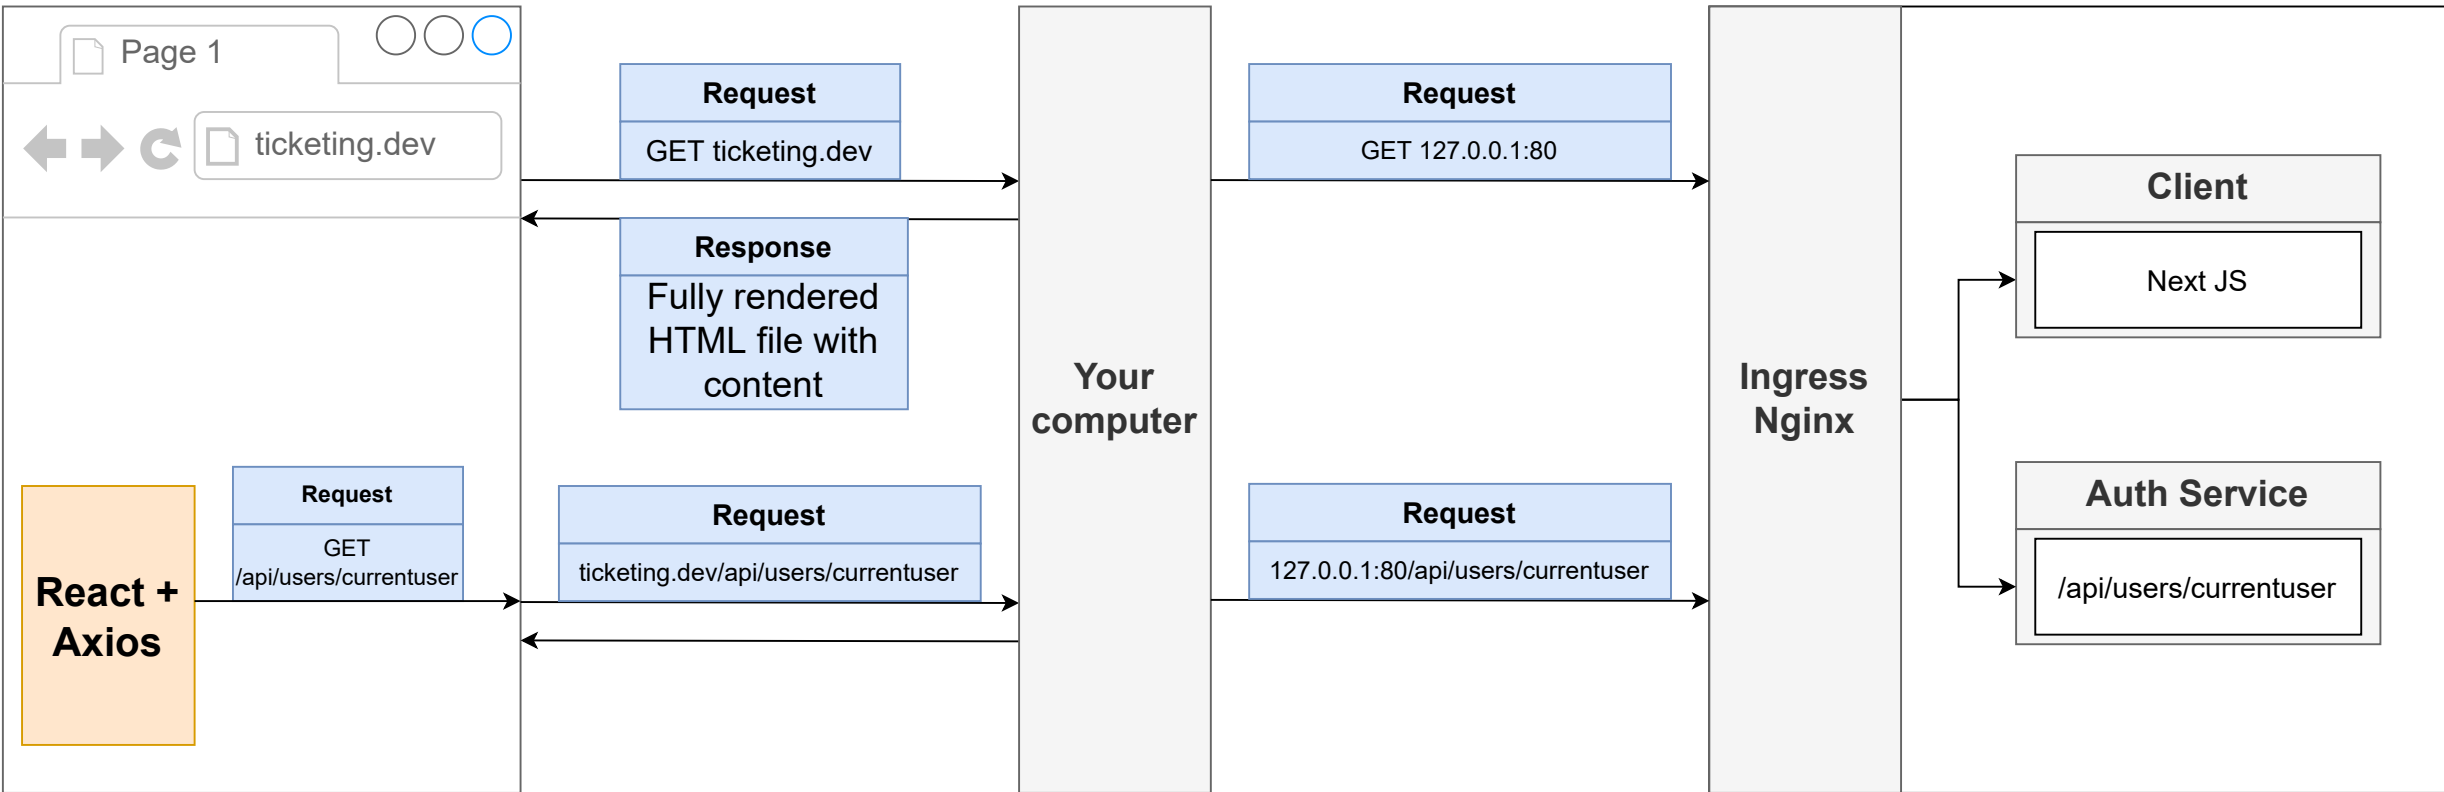 Page 1
ticketing.dev
Request
GET ticketing.dev
Response
Fully rendered
HTML file with
content
Request
GET 127.0.0.1:80
Client
Next JS
Your
computer
Ingress
Nginx
React +
Axios
Request
GET
/api/users/currentuser
Request
ticketing.dev/api/users/currentuser
Request
127.0.0.1:80/api/users/currentuser
Auth Service
/api/users/currentuser